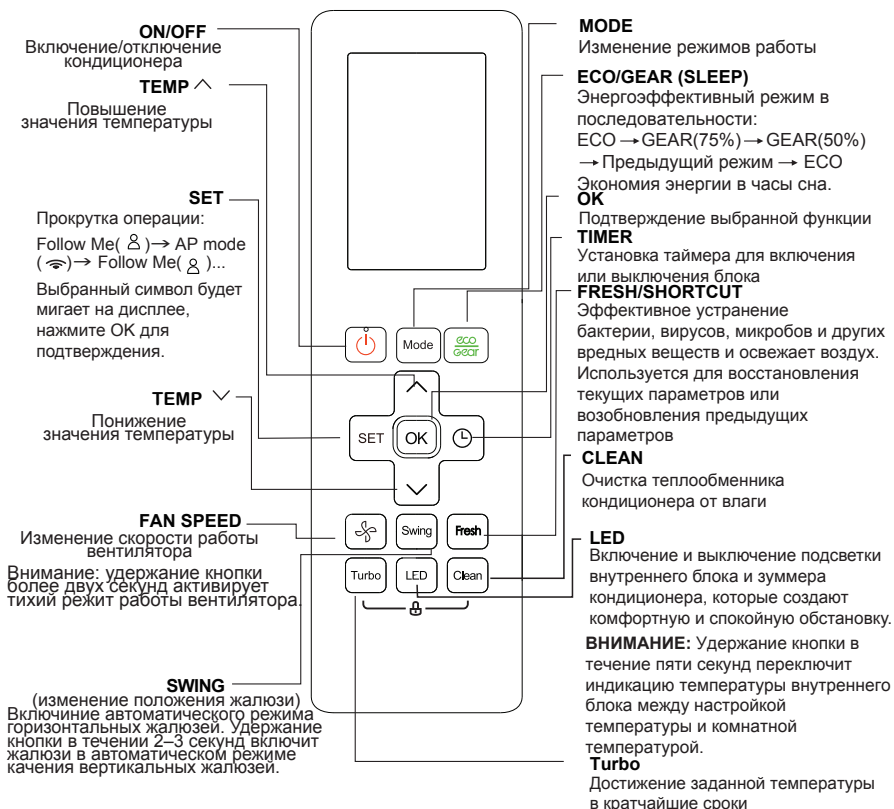 ON/OFF
Включение/отключение
кондиционера
TEMP
Повышение
значения температуры
SET
Прокрутка операции:
Follow Me( )→ AP mode
( )→ Follow Me( )...
Выбранный символ будет
мигает на дисплее,
нажмите OK для
подтверждения.
TEMP
Понижение
значения температуры
FAN SPEED
Изменение скорости работы
вентилятора
Внимание: удержание кнопки
более двух секунд активирует
тихий режит работы вентилятора.
SWING
(изменение положения жалюзи)
Включиние автоматического режима
горизонтальных жалюзей. Удержание
кнопки в течении 2–3 секунд включит
жалюзи в автоматическом режиме
качения вертикальных жалюзей.
Mode
eco
gear
SET
OK
Swing
Fresh
Turbo
LED
Clean
MODE
Изменение режимов работы
ECO/GEAR (SLEEP)
Энергоэффективный режим в
последовательности:
ECO → GEAR(75%) → GEAR(50%)
→ Предыдущий режим → ECO
Экономия энергии в часы сна.
OK
Подтверждение выбранной функции
TIMER
Установка таймера для включения
или выключения блока
FRESH/SHORTCUT
Эффективное устранение
бактерии, вирусов, микробов и других
вредных веществ и освежает воздух.
Используется для восстановления
текущих параметров или
возобновления предыдущих
параметров
CLEAN
Очистка теплообменника
кондиционера от влаги
LED
Включение и выключение подсветки
внутреннего блока и зуммера
кондиционера, которые создают
комфортную и спокойную обстановку.
ВНИМАНИЕ: Удержание кнопки в
течение пяти секунд переключит
индикацию температуры внутреннего
блока между настройкой
температуры и комнатной
температурой.
Turbo
Достижение заданной температуры
в кратчайшие сроки